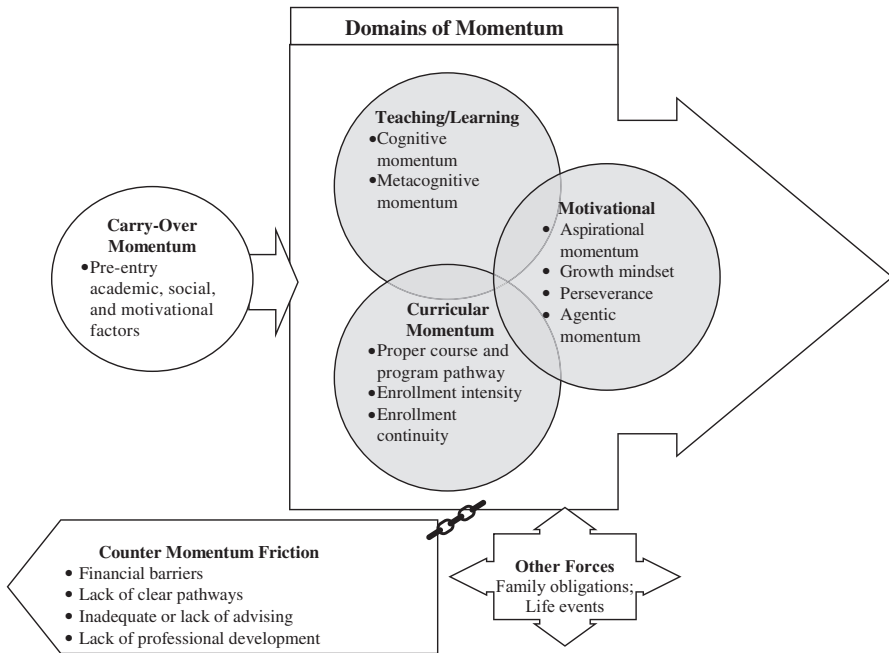 Domains of Momentum
Teaching/Learning
•Cognitive
momentum
•Metacognitive
momentum
Motivational
• Aspirational
momentum
• Growth mindset
• Perseverance
• Agentic
momentum
Carry-Over
Momentum
•Pre-entry
academic, social,
and motivational
factors
Curricular
Momentum
•Proper course and
program pathway
•Enrollment intensity
•Enrollment
continuity
Counter Momentum Friction
• Financial barriers
• Lack of clear pathways
• Inadequate or lack of advising
• Lack of professional development
Other Forces
Family obligations;
Life events